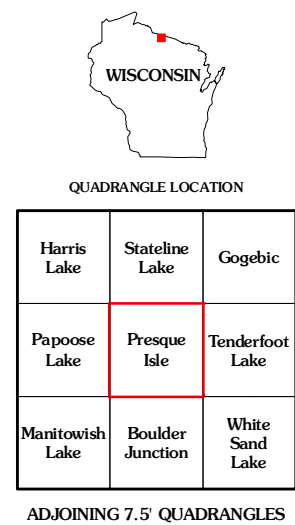 WISCONSIN
QUADRANGLE LOCATION
Harris
Lake
Stateline
Lake
Gogebic
Papoose
Lake
Presque
Isle
Tenderfoot
Lake
Manitowish
Lake
Boulder
Junction
White
Sand
Lake
ADJOINING 7.5' QUADRANGLES